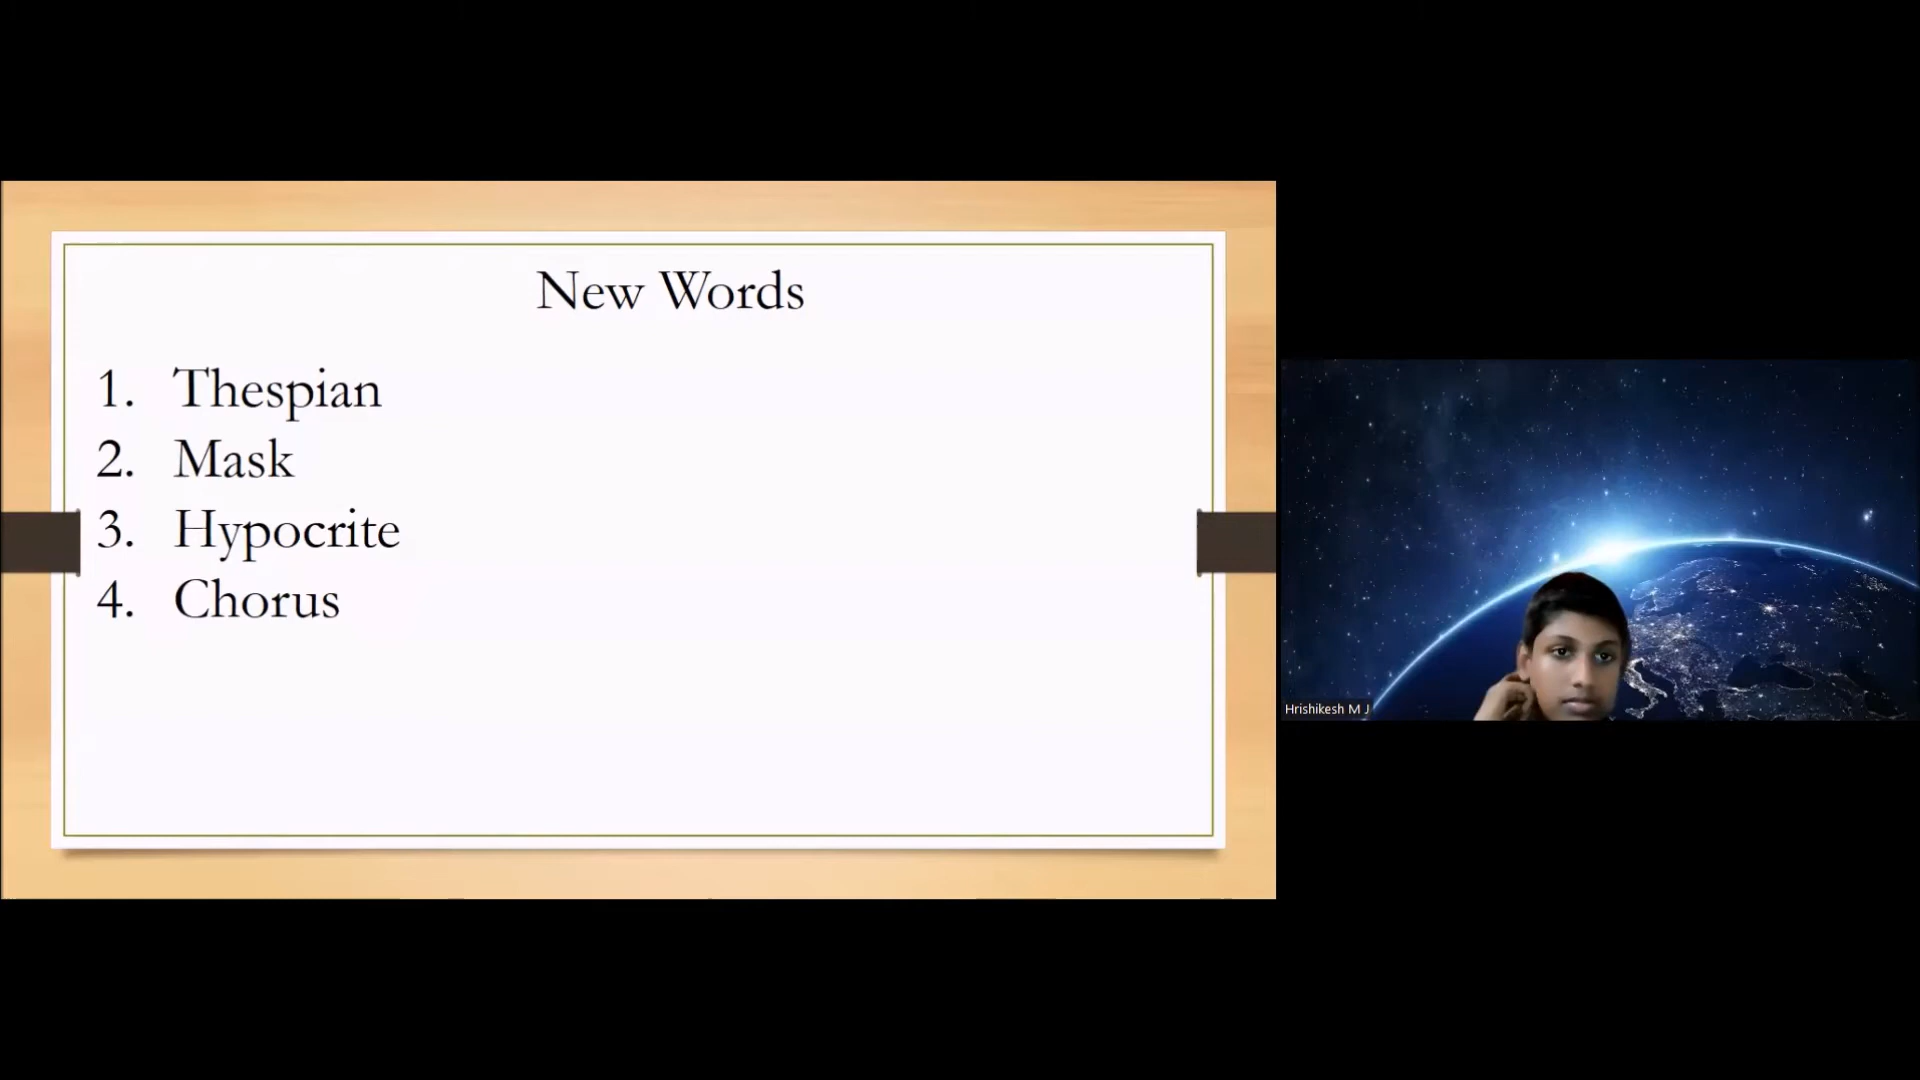 New Words
1. Thespian
2. Mask
3. Hypocrite
4. Chorus
Hrishikesh M J